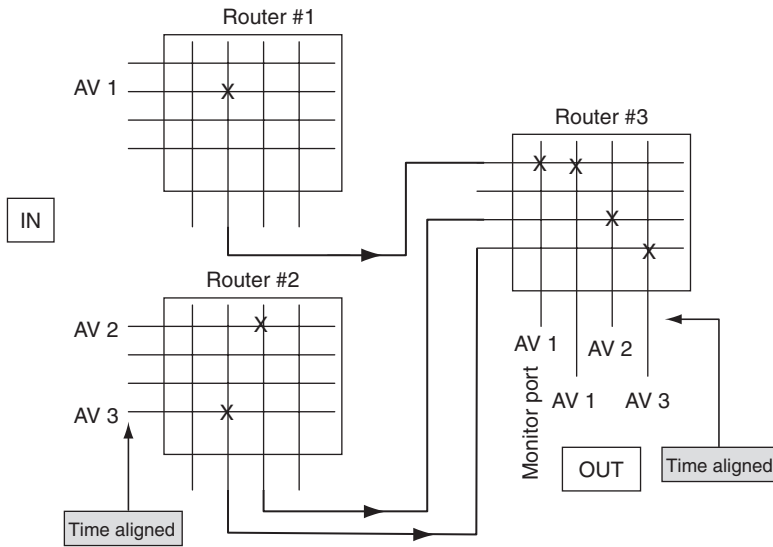 Router #1
AV 1
X
Router #3
X X
IN
X
Router #2
X
X
AV 2
AV 1
AV 2
X
AV 3
Monitor port
AV 1
AV 3
OUT
Time aligned
Time aligned